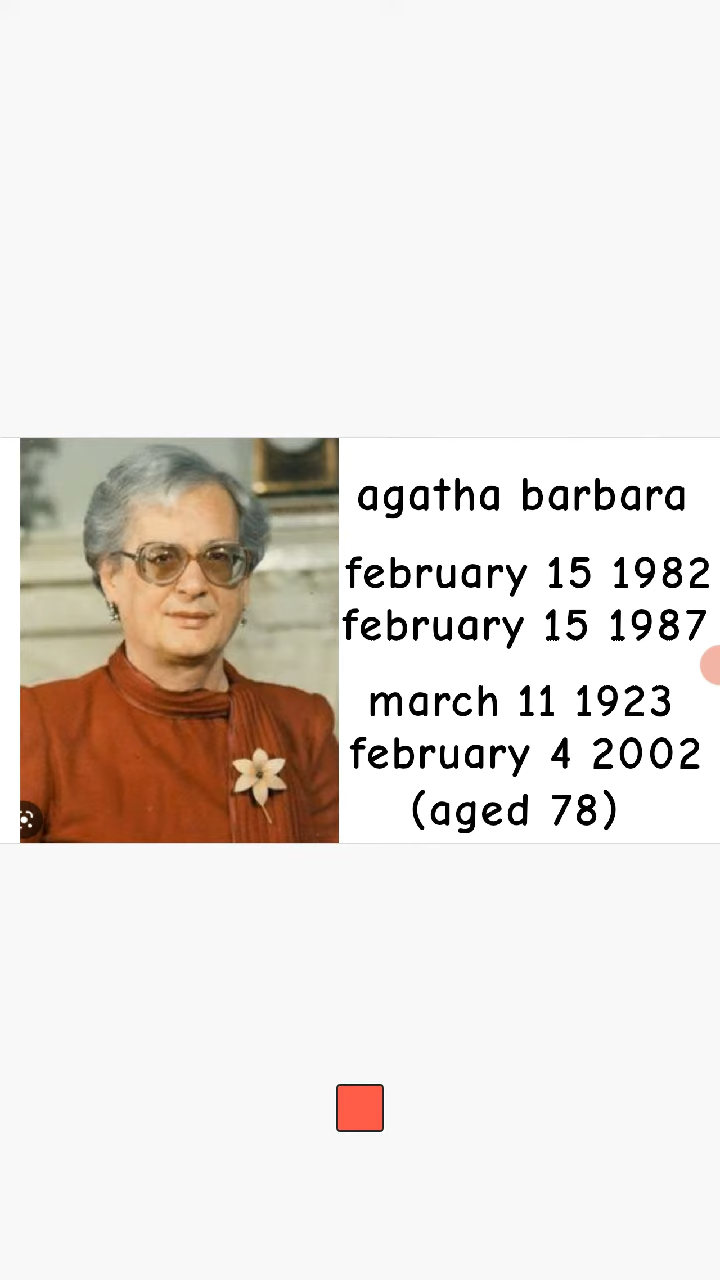 agatha barbara
february 15 1982
february 15 1987
march 11 1923
february 4 2002
(aged 78)